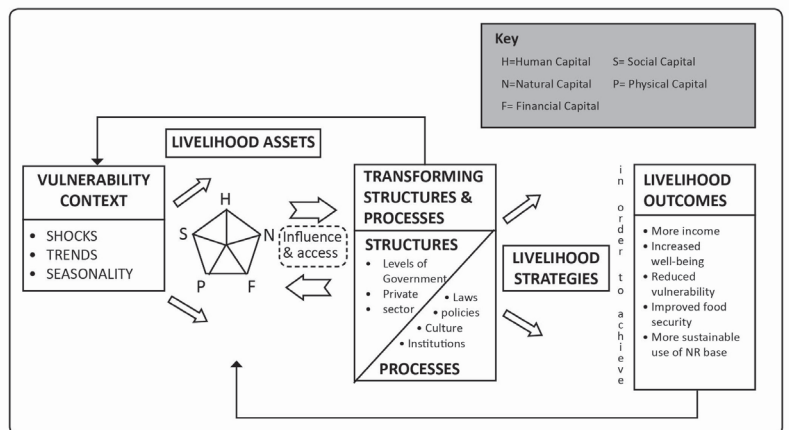 Key
H=Human Capital S= Social Capital
N=Natural Capital P= Physical Capital
F= Financial Capital
LIVELIHOOD ASSETS
VULNERABILITY
CONTEXT
• SHOCKS
• TRENDS
• SEASONALITY
H
S
N
P
F
Influence
& access
TRANSFORMING
STRUCTURES &
PROCESSES
STRUCTURES
• Levels of
Government
• Private
• sector
• Laws
• policies
• Culture
• Institutions
PROCESSES
LIVELIHOOD
STRATEGIES
in order to achieve
LIVELIHOOD
OUTCOMES
• More income
• Increased
well-being
• Reduced
vulnerability
• Improved food
security
• More sustainable
use of NR base